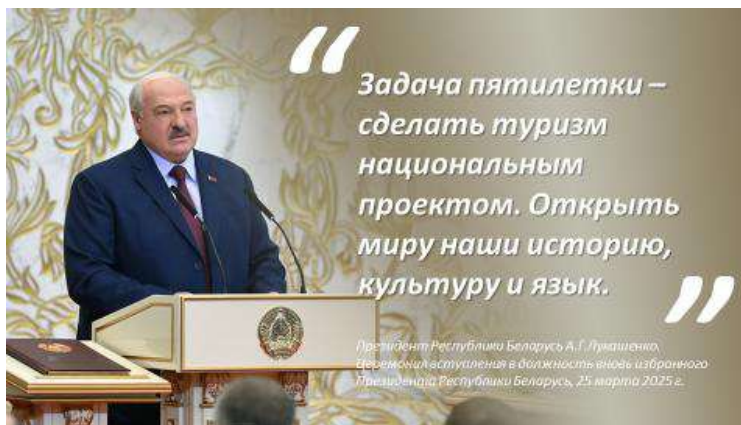 “
Задача пятилетки –
сделать туризм
национальным
проектом. Открыть
миру наши историю,
культуру и язык.
”
Президент Республики Беларусь А.Г.Лукашенко.
Церемония вступления в должность вновь избранного
Президента Республики Беларусь, 25 марта 2025 г.